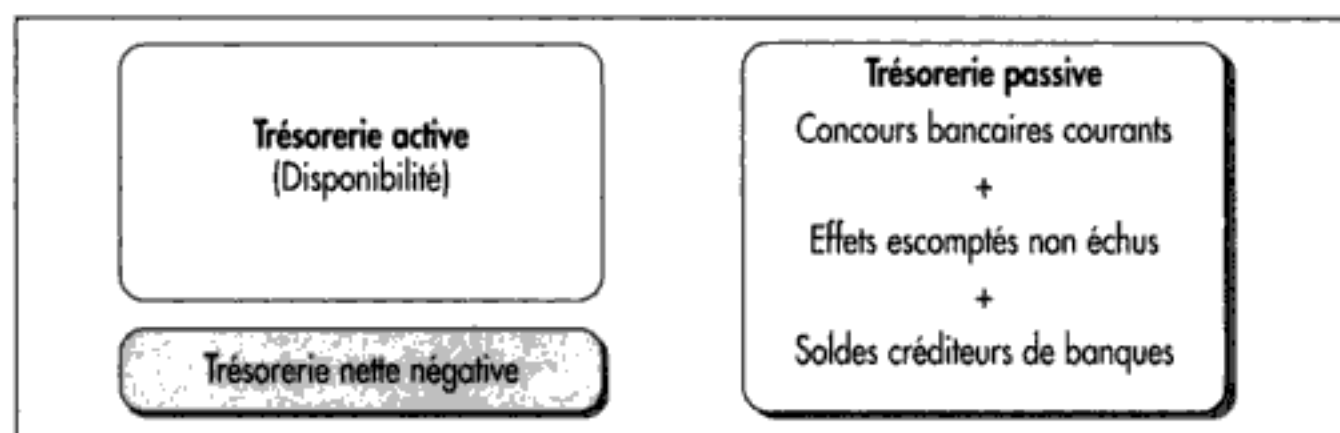 Trésorerie active
(Disponibilité)
Trésorerie nette négative
Trésorerie passive
Concours bancaires courants
+
Effets escomptés non échus
+
Soldes créditeurs de banques